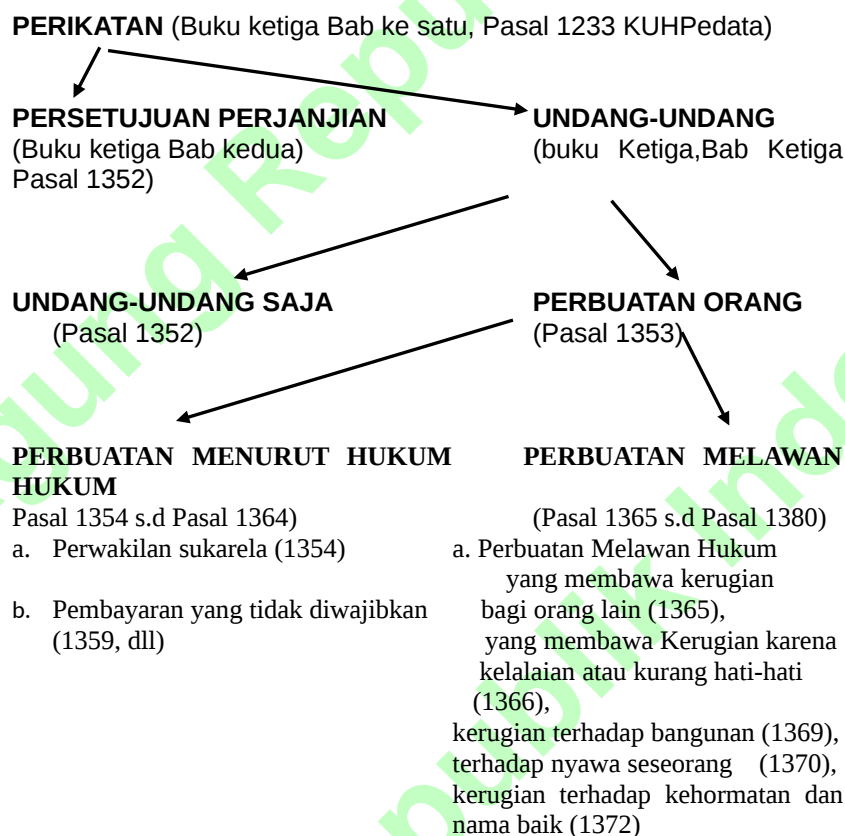 PERIKATAN (Buku ketiga Bab ke satu, Pasal 1233 KUHPedata)
PERSETUJUAN PERJANJIAN
(Buku ketiga Bab kedua)
Pasal 1352)
UNDANG-UNDANG
(buku Ketiga,Bab Ketiga
UNDANG-UNDANG SAJA
(Pasal 1352)
PERBUATAN ORANG
(Pasal 1353)
PERBUATAN MENURUT HUKUM PERBUATAN MELAWAN
HUKUM
Pasal 1354 s.d Pasal 1364)
a. Perwakilan sukarela (1354)
b. Pembayaran yang tidak diwajibkan
(1359, dll)
(Pasal 1365 s.d Pasal 1380)
a. Perbuatan Melawan Hukum
yang membawa kerugian
bagi orang lain (1365),
yang membawa Kerugian karena
kelalaian atau kurang hati-hati
(1366),
kerugian terhadap bangunan (1369),
terhadap nyawa seseorang (1370),
kerugian terhadap kehormatan dan
nama baik (1372)